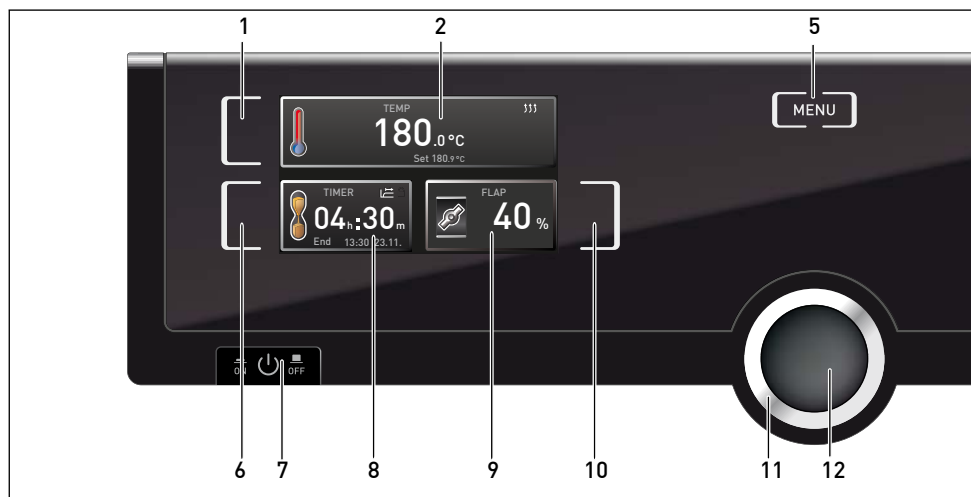 1 2 5
TEMP
180.0 °C
Set 180.9 °C
MENU
TIMER
04h:30m
End 13:30 23.11.
FLAP
40 %
ON OFF
6 7 8 9 10 11 12